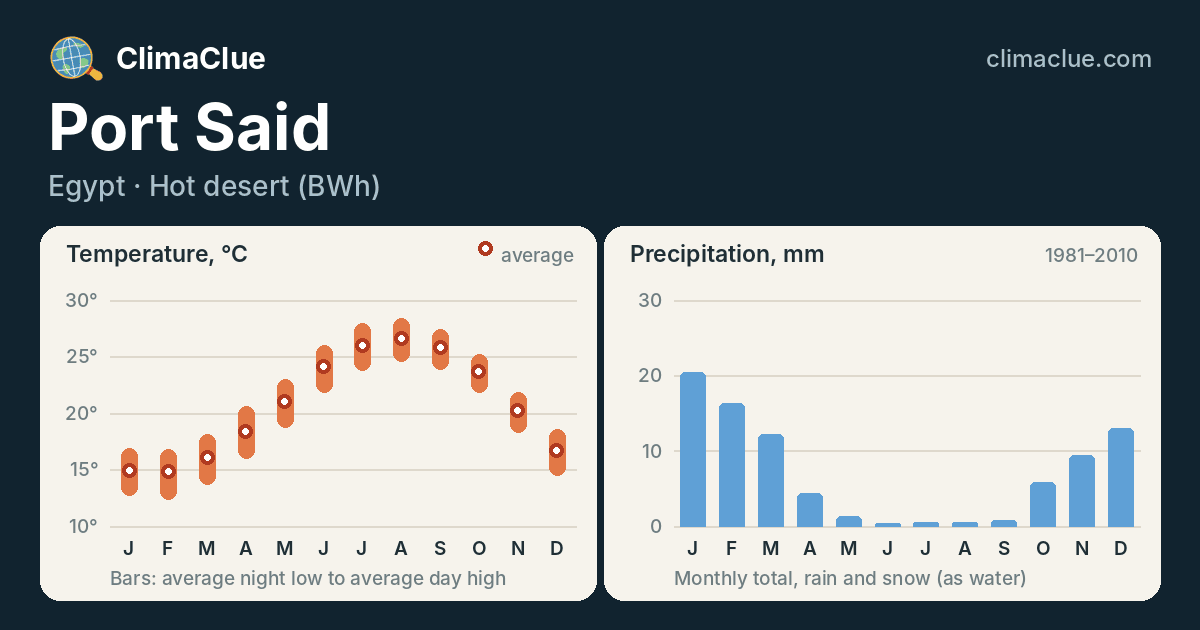 ClimaClue
climaclue.com
Port Said
Egypt · Hot desert (BWh)
Temperature, °C
average
30°
25°
20°
15°
10°
J F M A M J J A S O N D
Bars: average night low to average day high
Precipitation, mm
1981–2010
30
20
10
0
J F M A M J J A S O N D
Monthly total, rain and snow (as water)